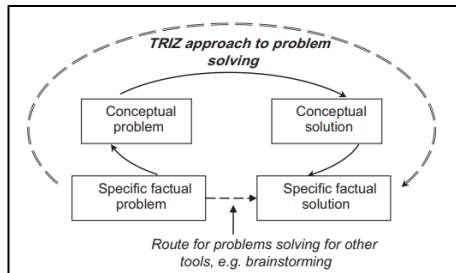 TRIZ approach to problem
solving
Conceptual
problem
Conceptual
solution
Specific factual
problem
Specific factual
solution
Route for problems solving for other
tools, e.g. brainstorming